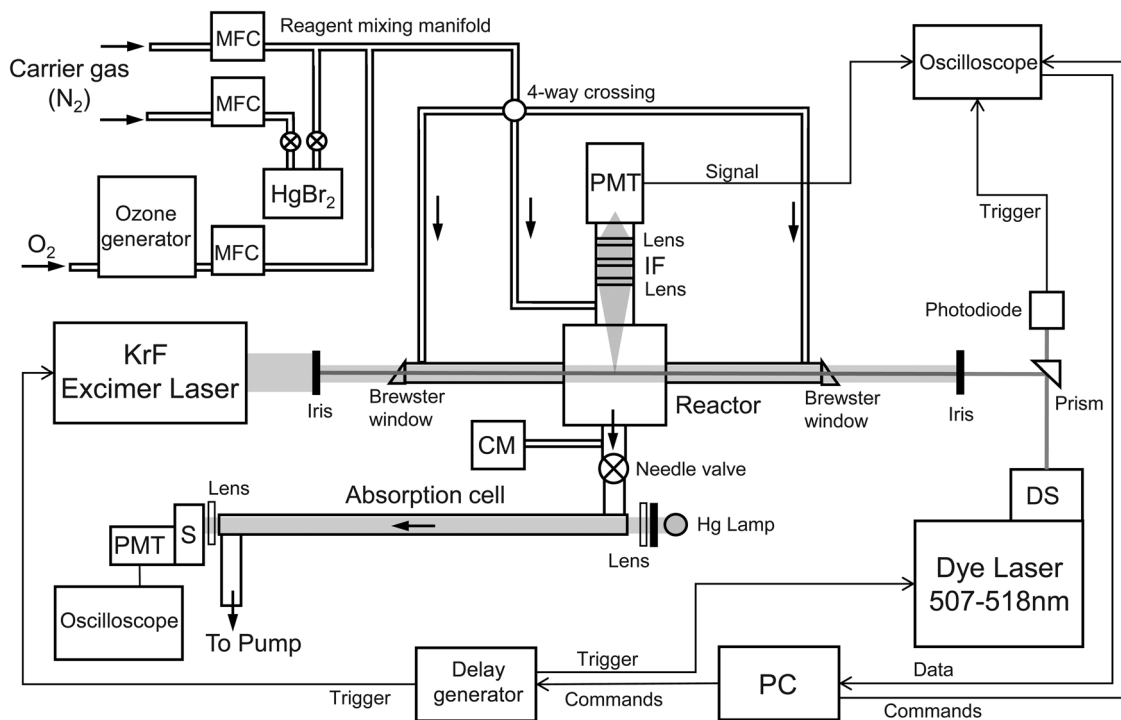 MFC
Reagent mixing manifold
Carrier gas
(N₂)
MFC
4-way crossing
HgBr₂
Ozone
generator
O₂
MFC
PMT
Signal
Oscilloscope
Trigger
Lens
IF
Lens
Photodiode
KrF
Excimer Laser
Iris
Brewster
window
Reactor
Brewster
window
Iris
Prism
CM
Needle valve
Absorption cell
Lens
PMT
S
Lens
Hg Lamp
DS
Dye Laser
507-518nm
Oscilloscope
To Pump
Trigger
Delay
generator
Trigger
Commands
PC
Data
Commands